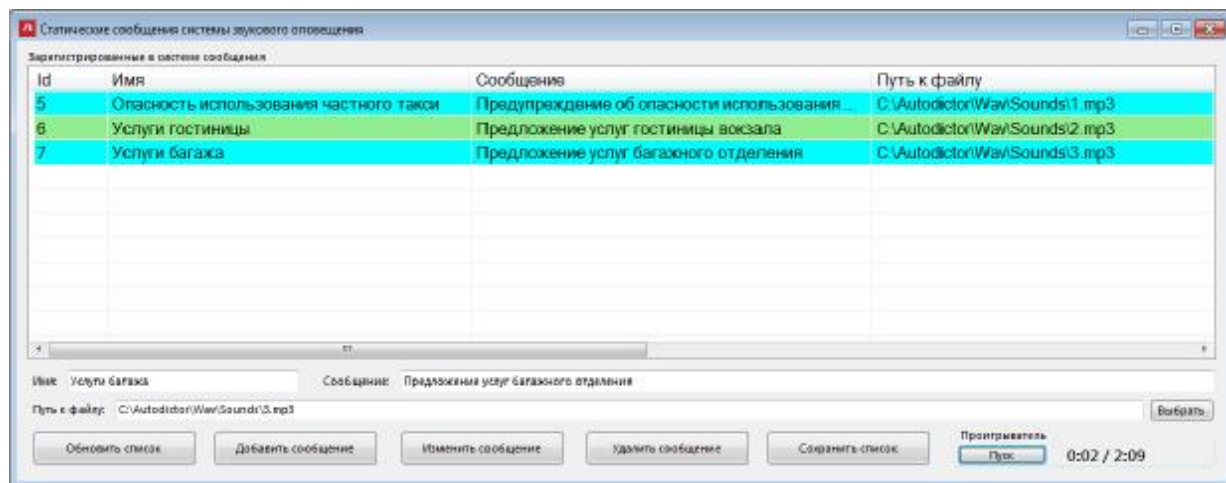 Статические сообщения системы звукового оповещения
Зарегистрированные в системе сообщения
Id Имя Сообщение Путь к файлу
5 Опасность использования частного такси Предупреждение об опасности использования ... C:\Autodictor\Wav\Sounds\1.mp3
6 Услуги гостиницы Предложение услуг гостиницы вокзала C:\Autodictor\Wav\Sounds\2.mp3
7 Услуги багажа Предложение услуг багажного отделения C:\Autodictor\Wav\Sounds\3.mp3
Имя: Услуги багажа Сообщение: Предложение услуг багажного отделения
Путь к файлу: C:\Autodictor\Wav\Sounds\3.mp3 Выбрать
Проигрыватель
Обновить список Добавить сообщение Изменить сообщение Удалить сообщение Сохранить список Пуск 0:02 / 2:09